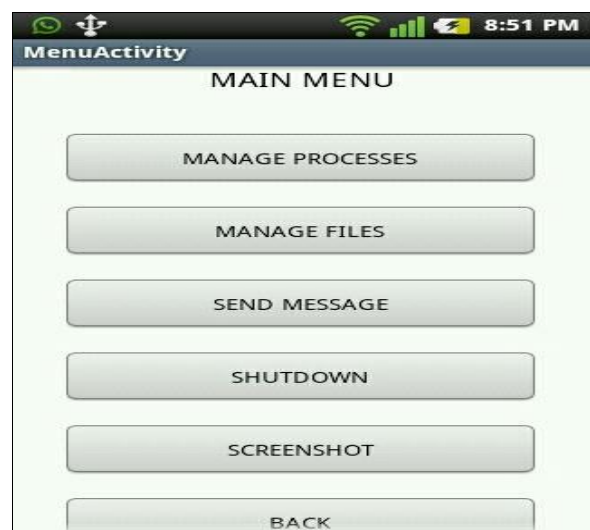 8:51 PM
MenuActivity
MAIN MENU
MANAGE PROCESSES
MANAGE FILES
SEND MESSAGE
SHUTDOWN
SCREENSHOT
BACK